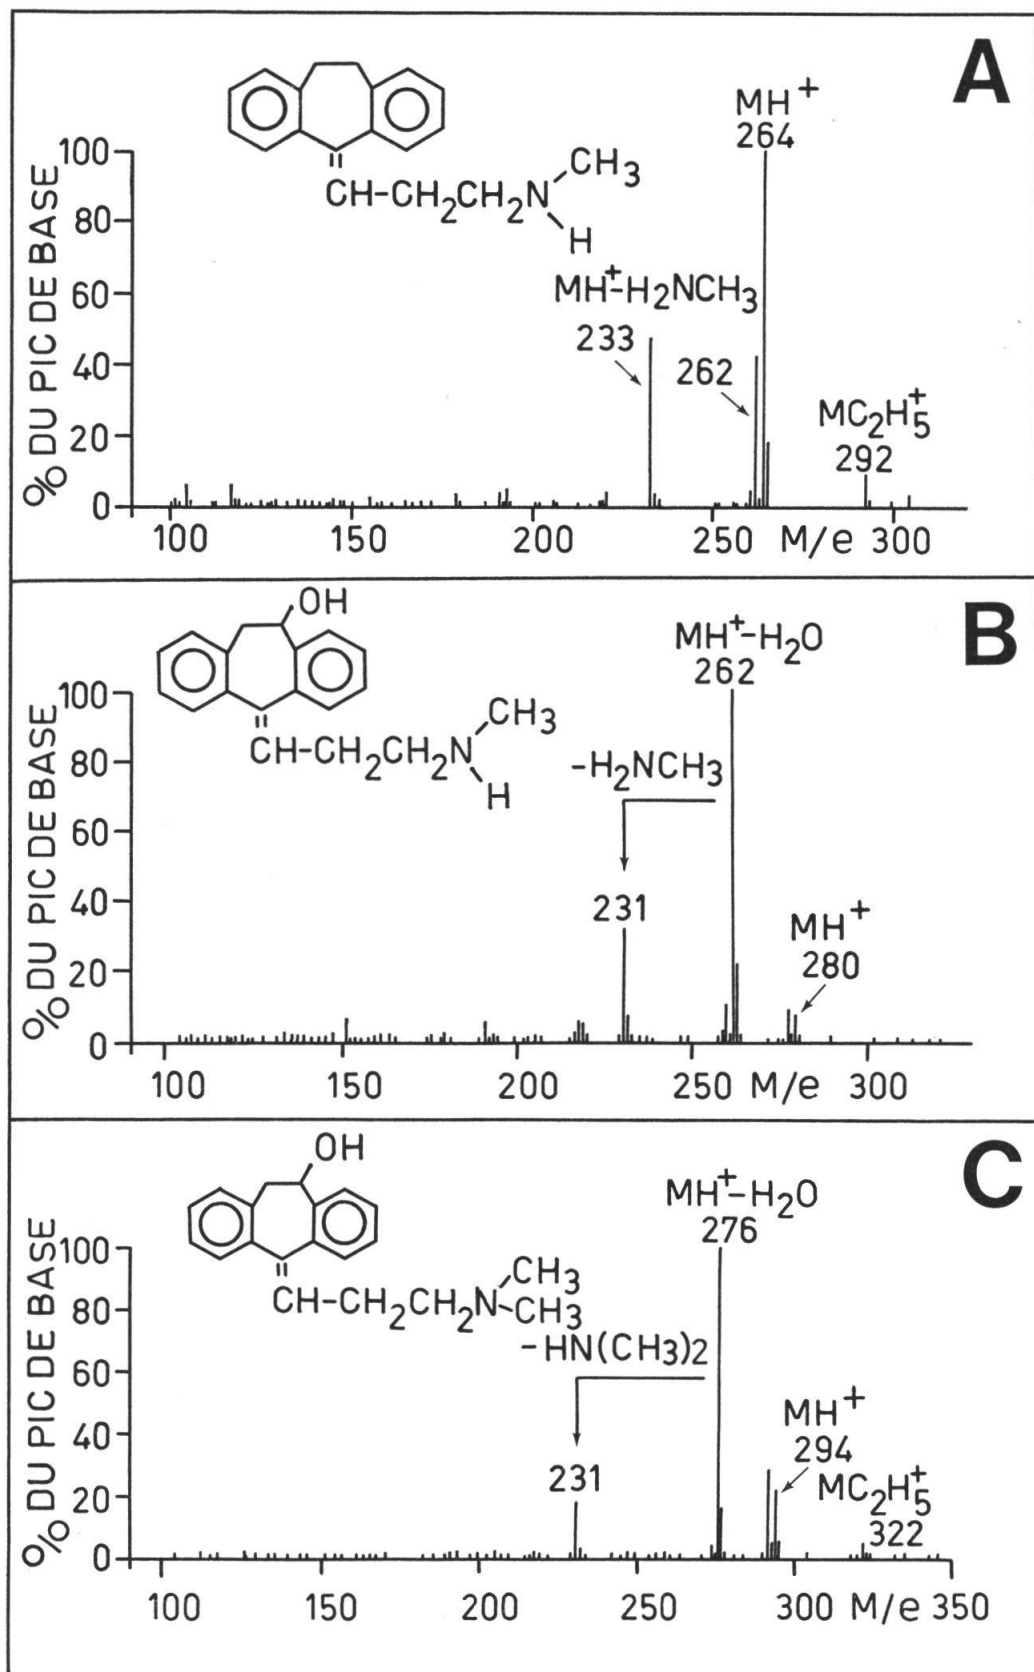 A
MH+
264
CH-CH2CH2N
CH3
H
MH+-H2NCH3
233
262
MC2H5+
292
% DU PIC DE BASE
100
80
60
40
20
0
100 150 200 250 M/e 300
B
OH
MH+-H2O
262
CH3
CH-CH2CH2N
H
-H2NCH3
231
MH+
280
% DU PIC DE BASE
100
80
60
40
20
0
100 150 200 250 M/e 300
C
OH
MH+-H2O
276
CH3
CH-CH2CH2N-CH3
-HN(CH3)2
231
MH+
294
MC2H5+
322
% DU PIC DE BASE
100
80
60
40
20
0
100 150 200 250 300 M/e 350